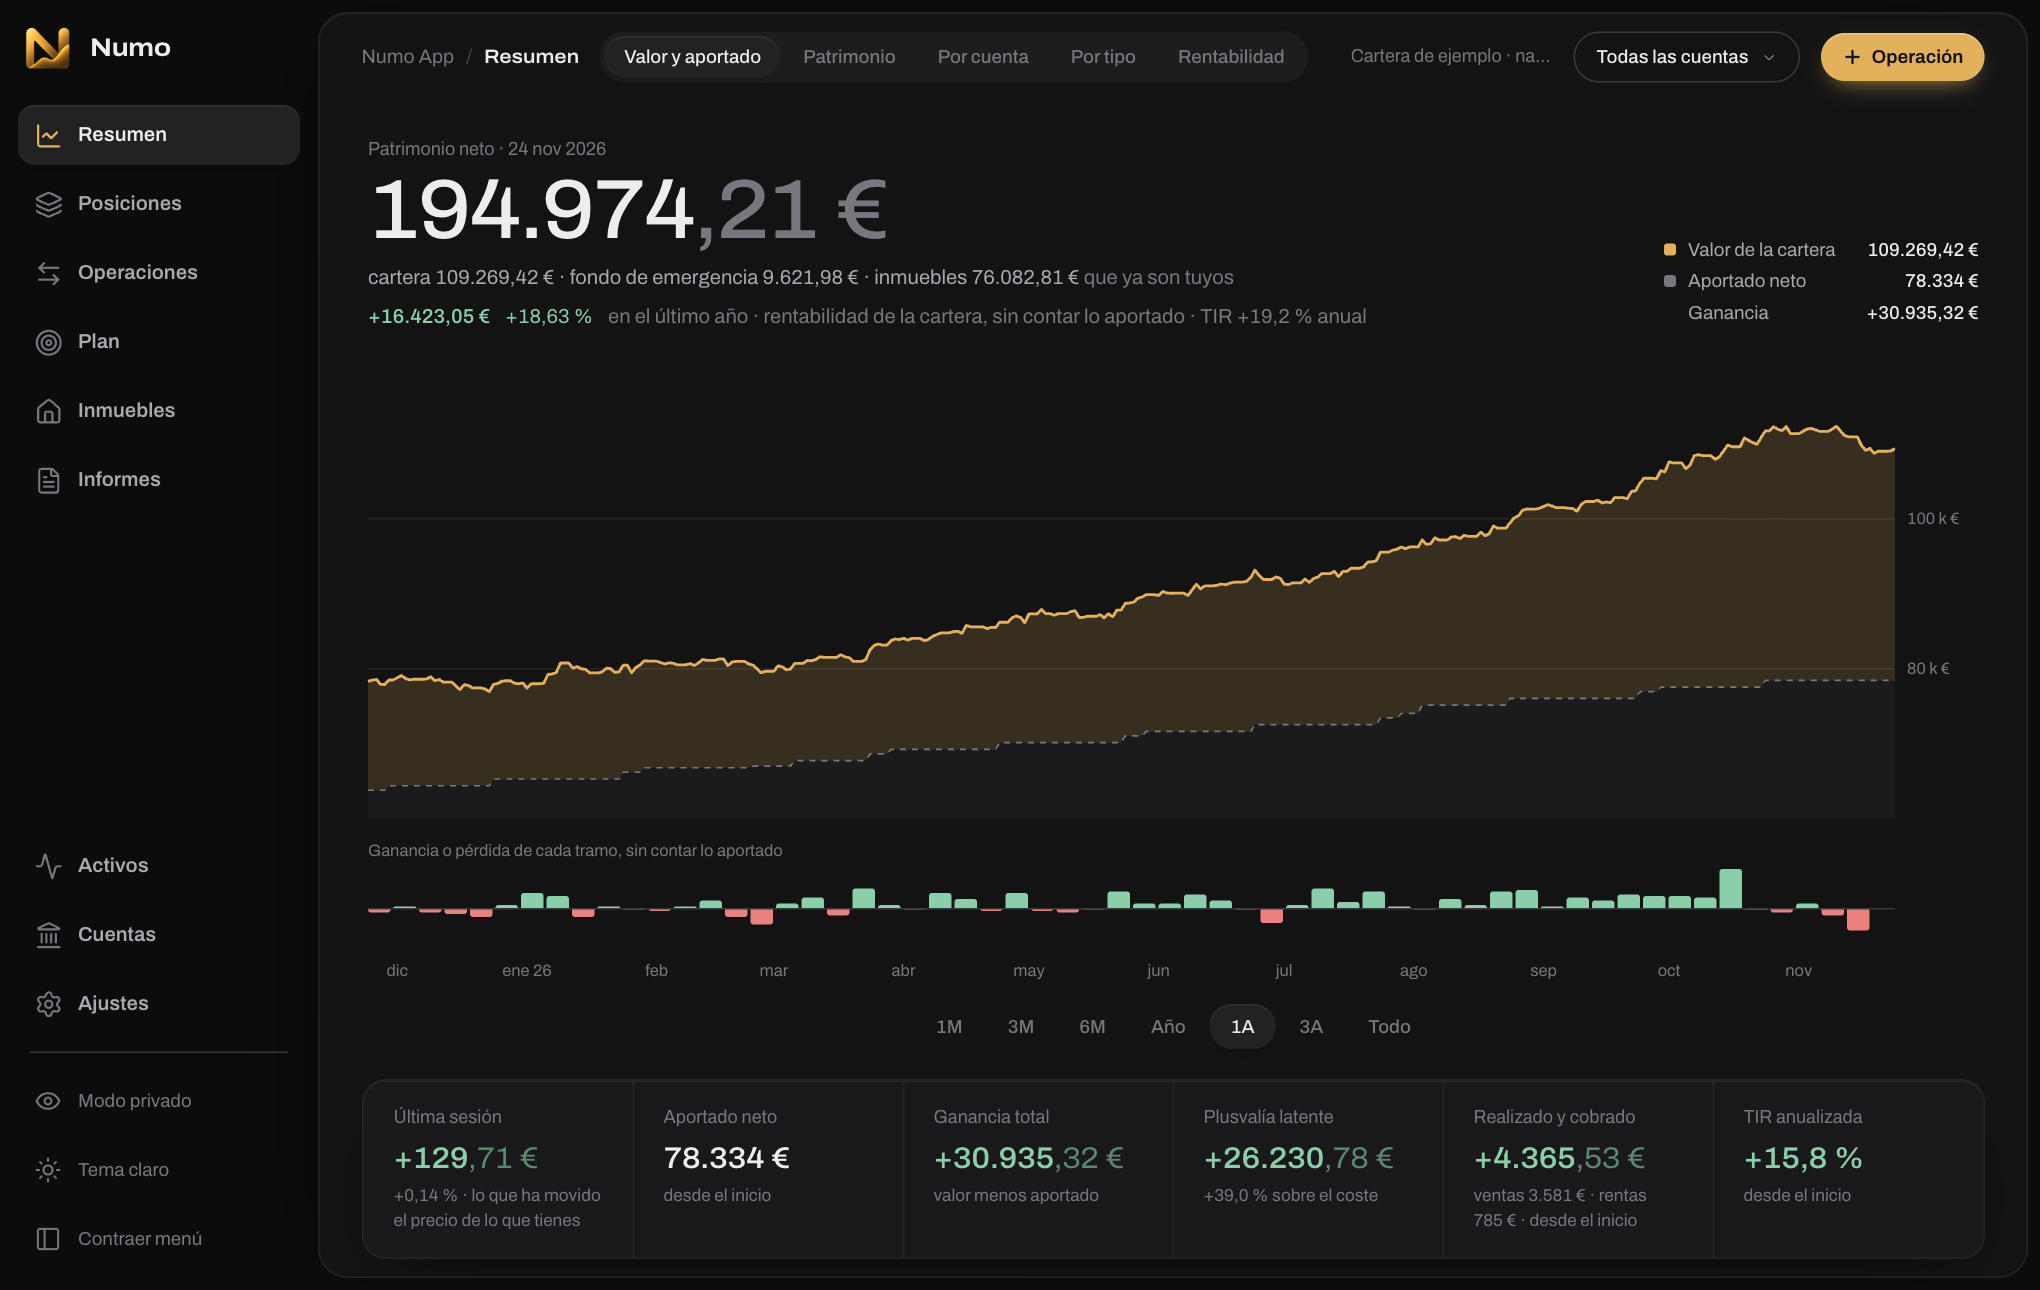 Numo
Resumen
Posiciones
Operaciones
Plan
Inmuebles
Informes
Activos
Cuentas
Ajustes
Modo privado
Tema claro
Contraer menú
Numo App / Resumen
Valor y aportado
Patrimonio
Por cuenta
Por tipo
Rentabilidad
Cartera de ejemplo · na...
Todas las cuentas
+ Operación
Patrimonio neto · 24 nov 2026
194.974,21 €
cartera 109.269,42 € · fondo de emergencia 9.621,98 € · inmuebles 76.082,81 € que ya son tuyos
+16.423,05 € +18,63 % en el último año · rentabilidad de la cartera, sin contar lo aportado · TIR +19,2 % anual
Valor de la cartera 109.269,42 €
Aportado neto 78.334 €
Ganancia +30.935,32 €
100 k €
80 k €
Ganancia o pérdida de cada tramo, sin contar lo aportado
dic ene 26 feb mar abr may jun jul ago sep oct nov
1M 3M 6M Año 1A 3A Todo
Última sesión
+129,71 €
+0,14 % · lo que ha movido
el precio de lo que tienes
Aportado neto
78.334 €
desde el inicio
Ganancia total
+30.935,32 €
valor menos aportado
Plusvalía latente
+26.230,78 €
+39,0 % sobre el coste
Realizado y cobrado
+4.365,53 €
ventas 3.581 € · rentas
785 € · desde el inicio
TIR anualizada
+15,8 %
desde el inicio